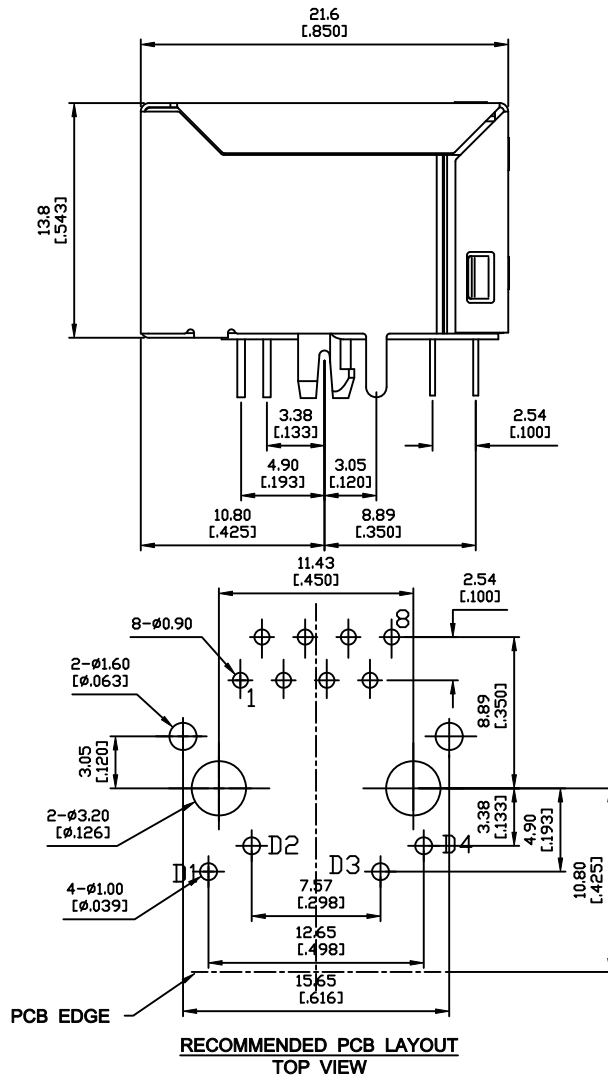 21.6
[.850]
13.8
[.543]
3.38
[.133]
2.54
[.100]
4.90
[.193]
3.05
[.120]
10.80
[.425]
8.89
[.350]
11.43
[.450]
2.54
[.100]
8-ø0.90
8
2-ø1.60
[ø.063]
1
8.89
[.350]
3.05
[.120]
2-ø3.20
[ø.126]
3.38
[.133]
4.90
[.193]
10.80
[.425]
D2
D4
D1
D3
4-ø1.00
[ø.039]
7.57
[.298]
12.65
[.498]
15.65
[.616]
PCB EDGE
RECOMMENDED PCB LAYOUT
TOP VIEW